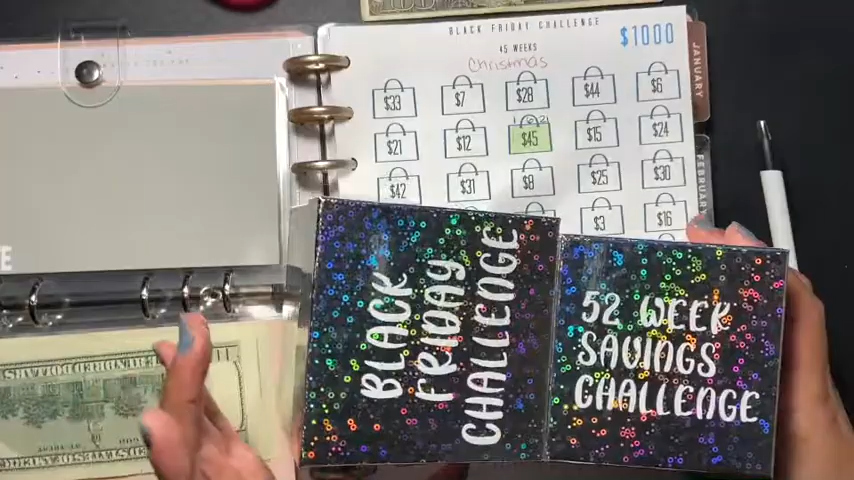 BLACK FRIDAY CHALLENGE
$1000
45 WEEKS
Christmas
$33 $7 $28 $44 $6
$21 $12 $45 $15 $24
$42 $31 $8 $25 $30
$3 $16
JANUARY
FEBRUARY
BLACK
FRIDAY
CHALLENGE
52 WEEK
SAVINGS
CHALLENGE